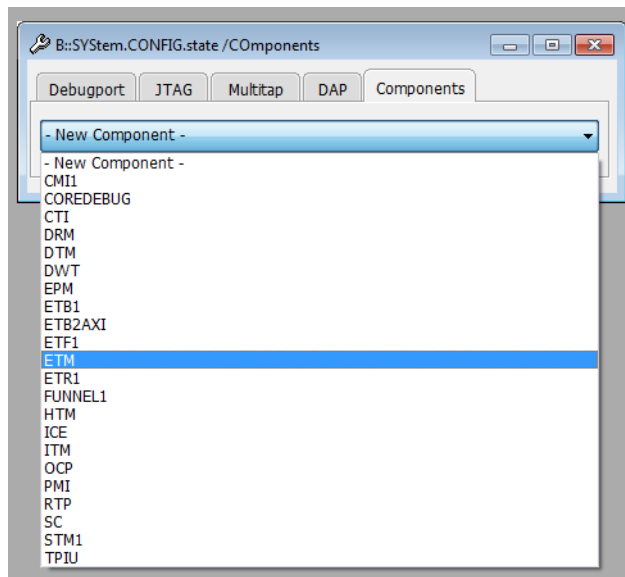 B::SYStem.CONFIG.state /COmponents
Debugport JTAG Multitap DAP Components
- New Component -
- New Component -
CMI1
COREDEBUG
CTI
DRM
DTM
DWT
EPM
ETB1
ETB2AXI
ETF1
ETM
ETR1
FUNNEL1
HTM
ICE
ITM
OCP
PMI
RTP
SC
STM1
TPIU